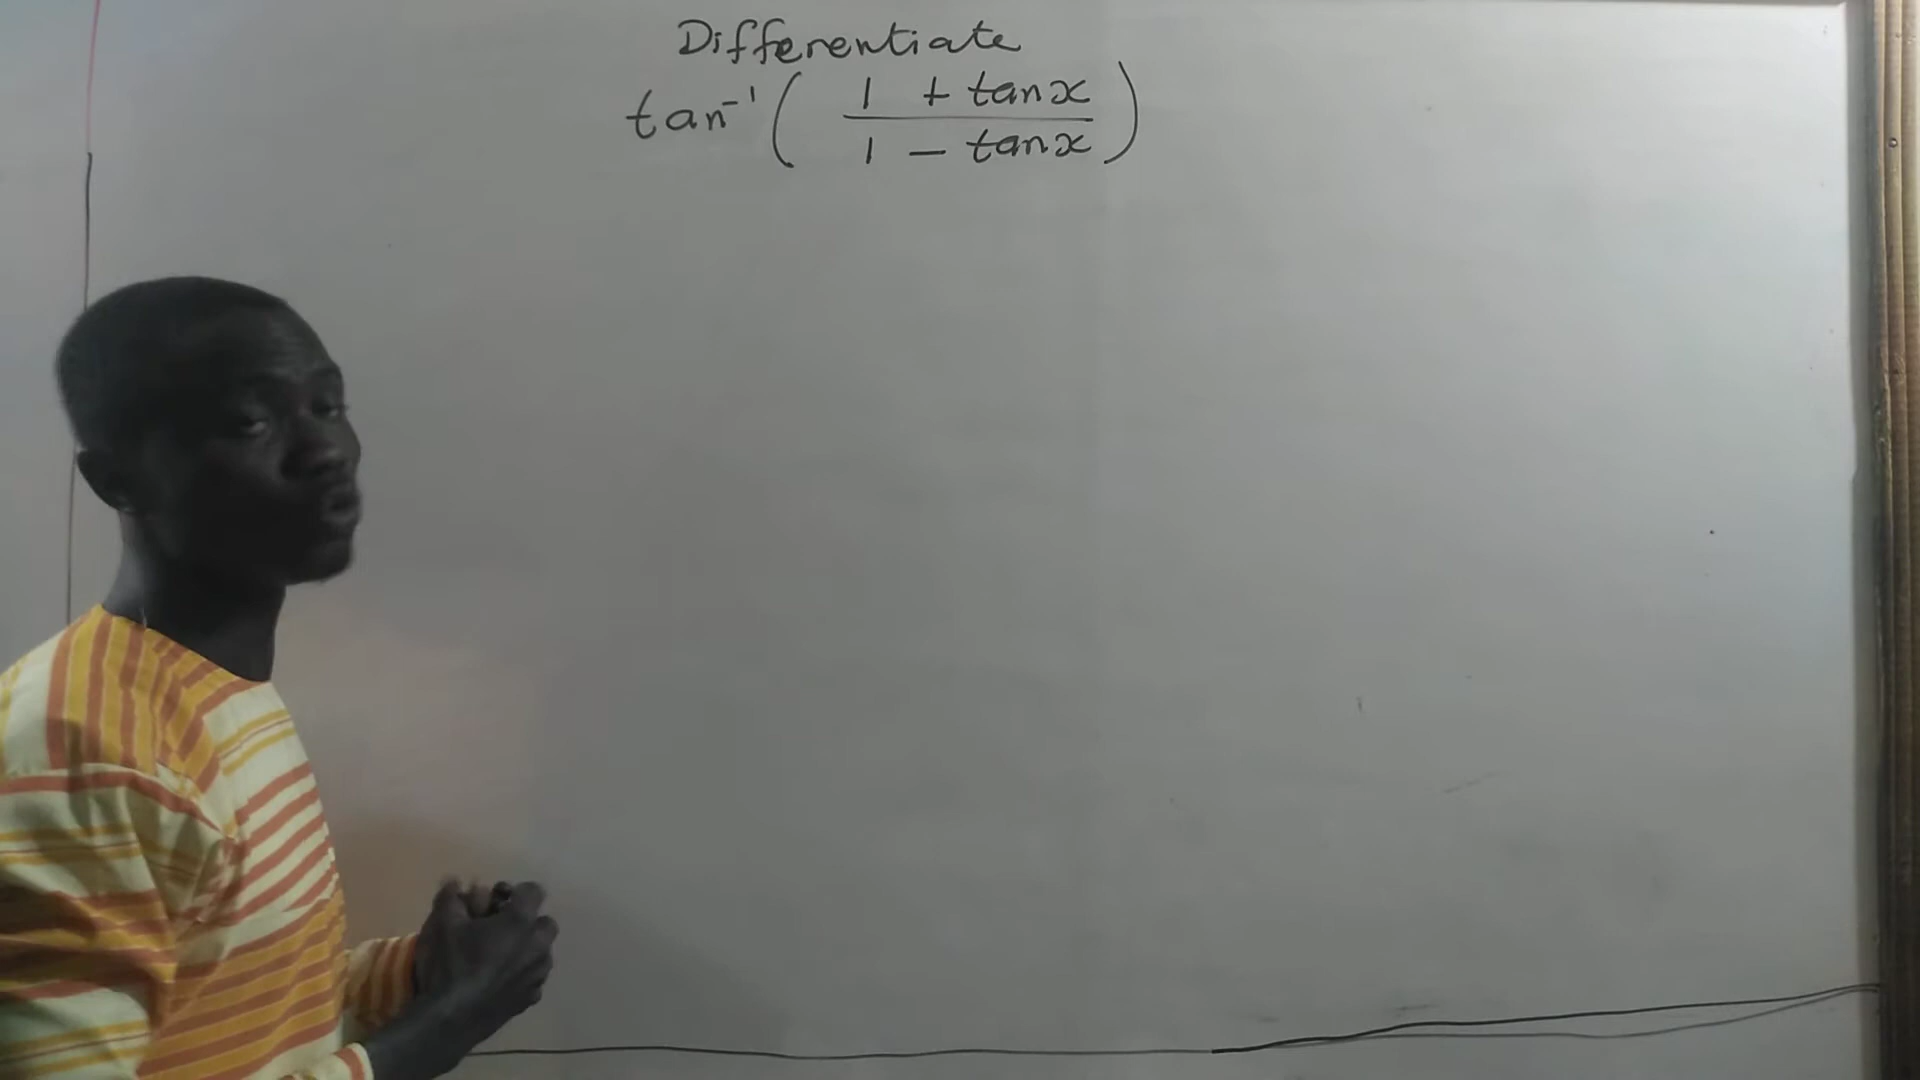 Differentiate
tan⁻¹ ( (1 + tanx) / (1 − tanx) )